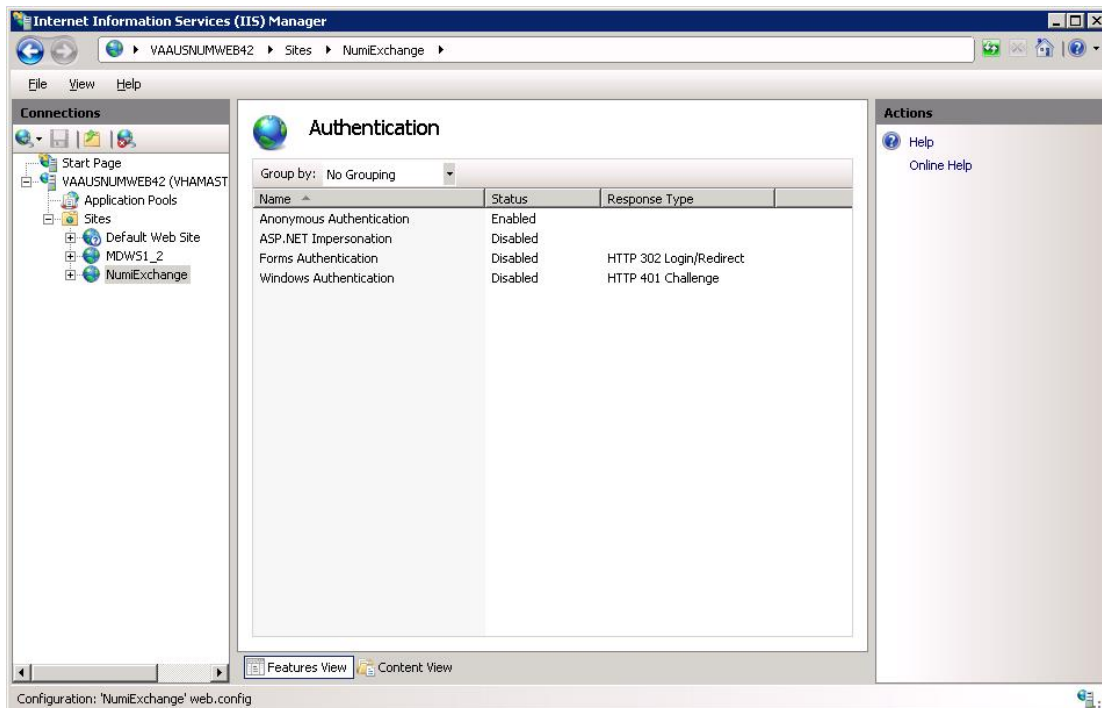 Internet Information Services (IIS) Manager
VAAUSNUMWEB42 Sites NumiExchange
File View Help
Connections
Start Page
VAAUSNUMWEB42 (VHAMAST
Application Pools
Sites
Default Web Site
MDWS1_2
NumiExchange
Authentication
Group by: No Grouping
Name Status Response Type
Anonymous Authentication Enabled
ASP.NET Impersonation Disabled
Forms Authentication Disabled HTTP 302 Login/Redirect
Windows Authentication Disabled HTTP 401 Challenge
Features View Content View
Actions
Help
Online Help
Configuration: 'NumiExchange' web.config